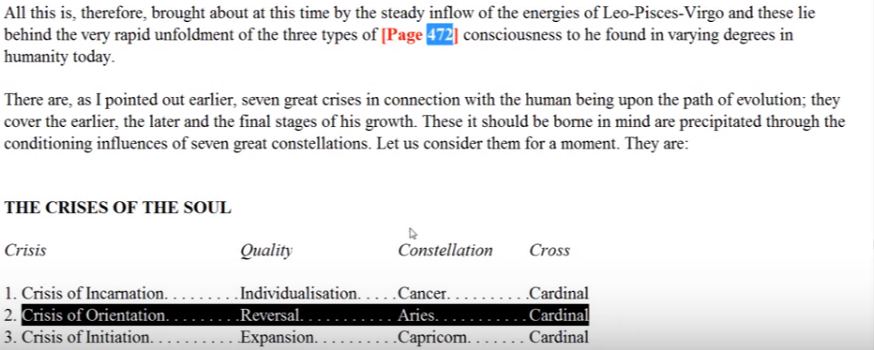 All this is, therefore, brought about at this time by the steady inflow of the energies of Leo-Pisces-Virgo and these lie
behind the very rapid unfoldment of the three types of [Page 472] consciousness to he found in varying degrees in
humanity today.
There are, as I pointed out earlier, seven great crises in connection with the human being upon the path of evolution; they
cover the earlier, the later and the final stages of his growth. These it should be borne in mind are precipitated through the
conditioning influences of seven great constellations. Let us consider them for a moment. They are:
THE CRISES OF THE SOUL
Crisis Quality Constellation Cross
1. Crisis of Incarnation. . . . . . . . .Individualisation. . . . .Cancer. . . . . . . . . .Cardinal
2. Crisis of Orientation. . . . . . . . .Reversal. . . . . . . . . . . Aries. . . . . . . . . . . .Cardinal
3. Crisis of Initiation. . . . . . . . . . .Expansion. . . . . . . . . .Capricorn. . . . . . . Cardinal